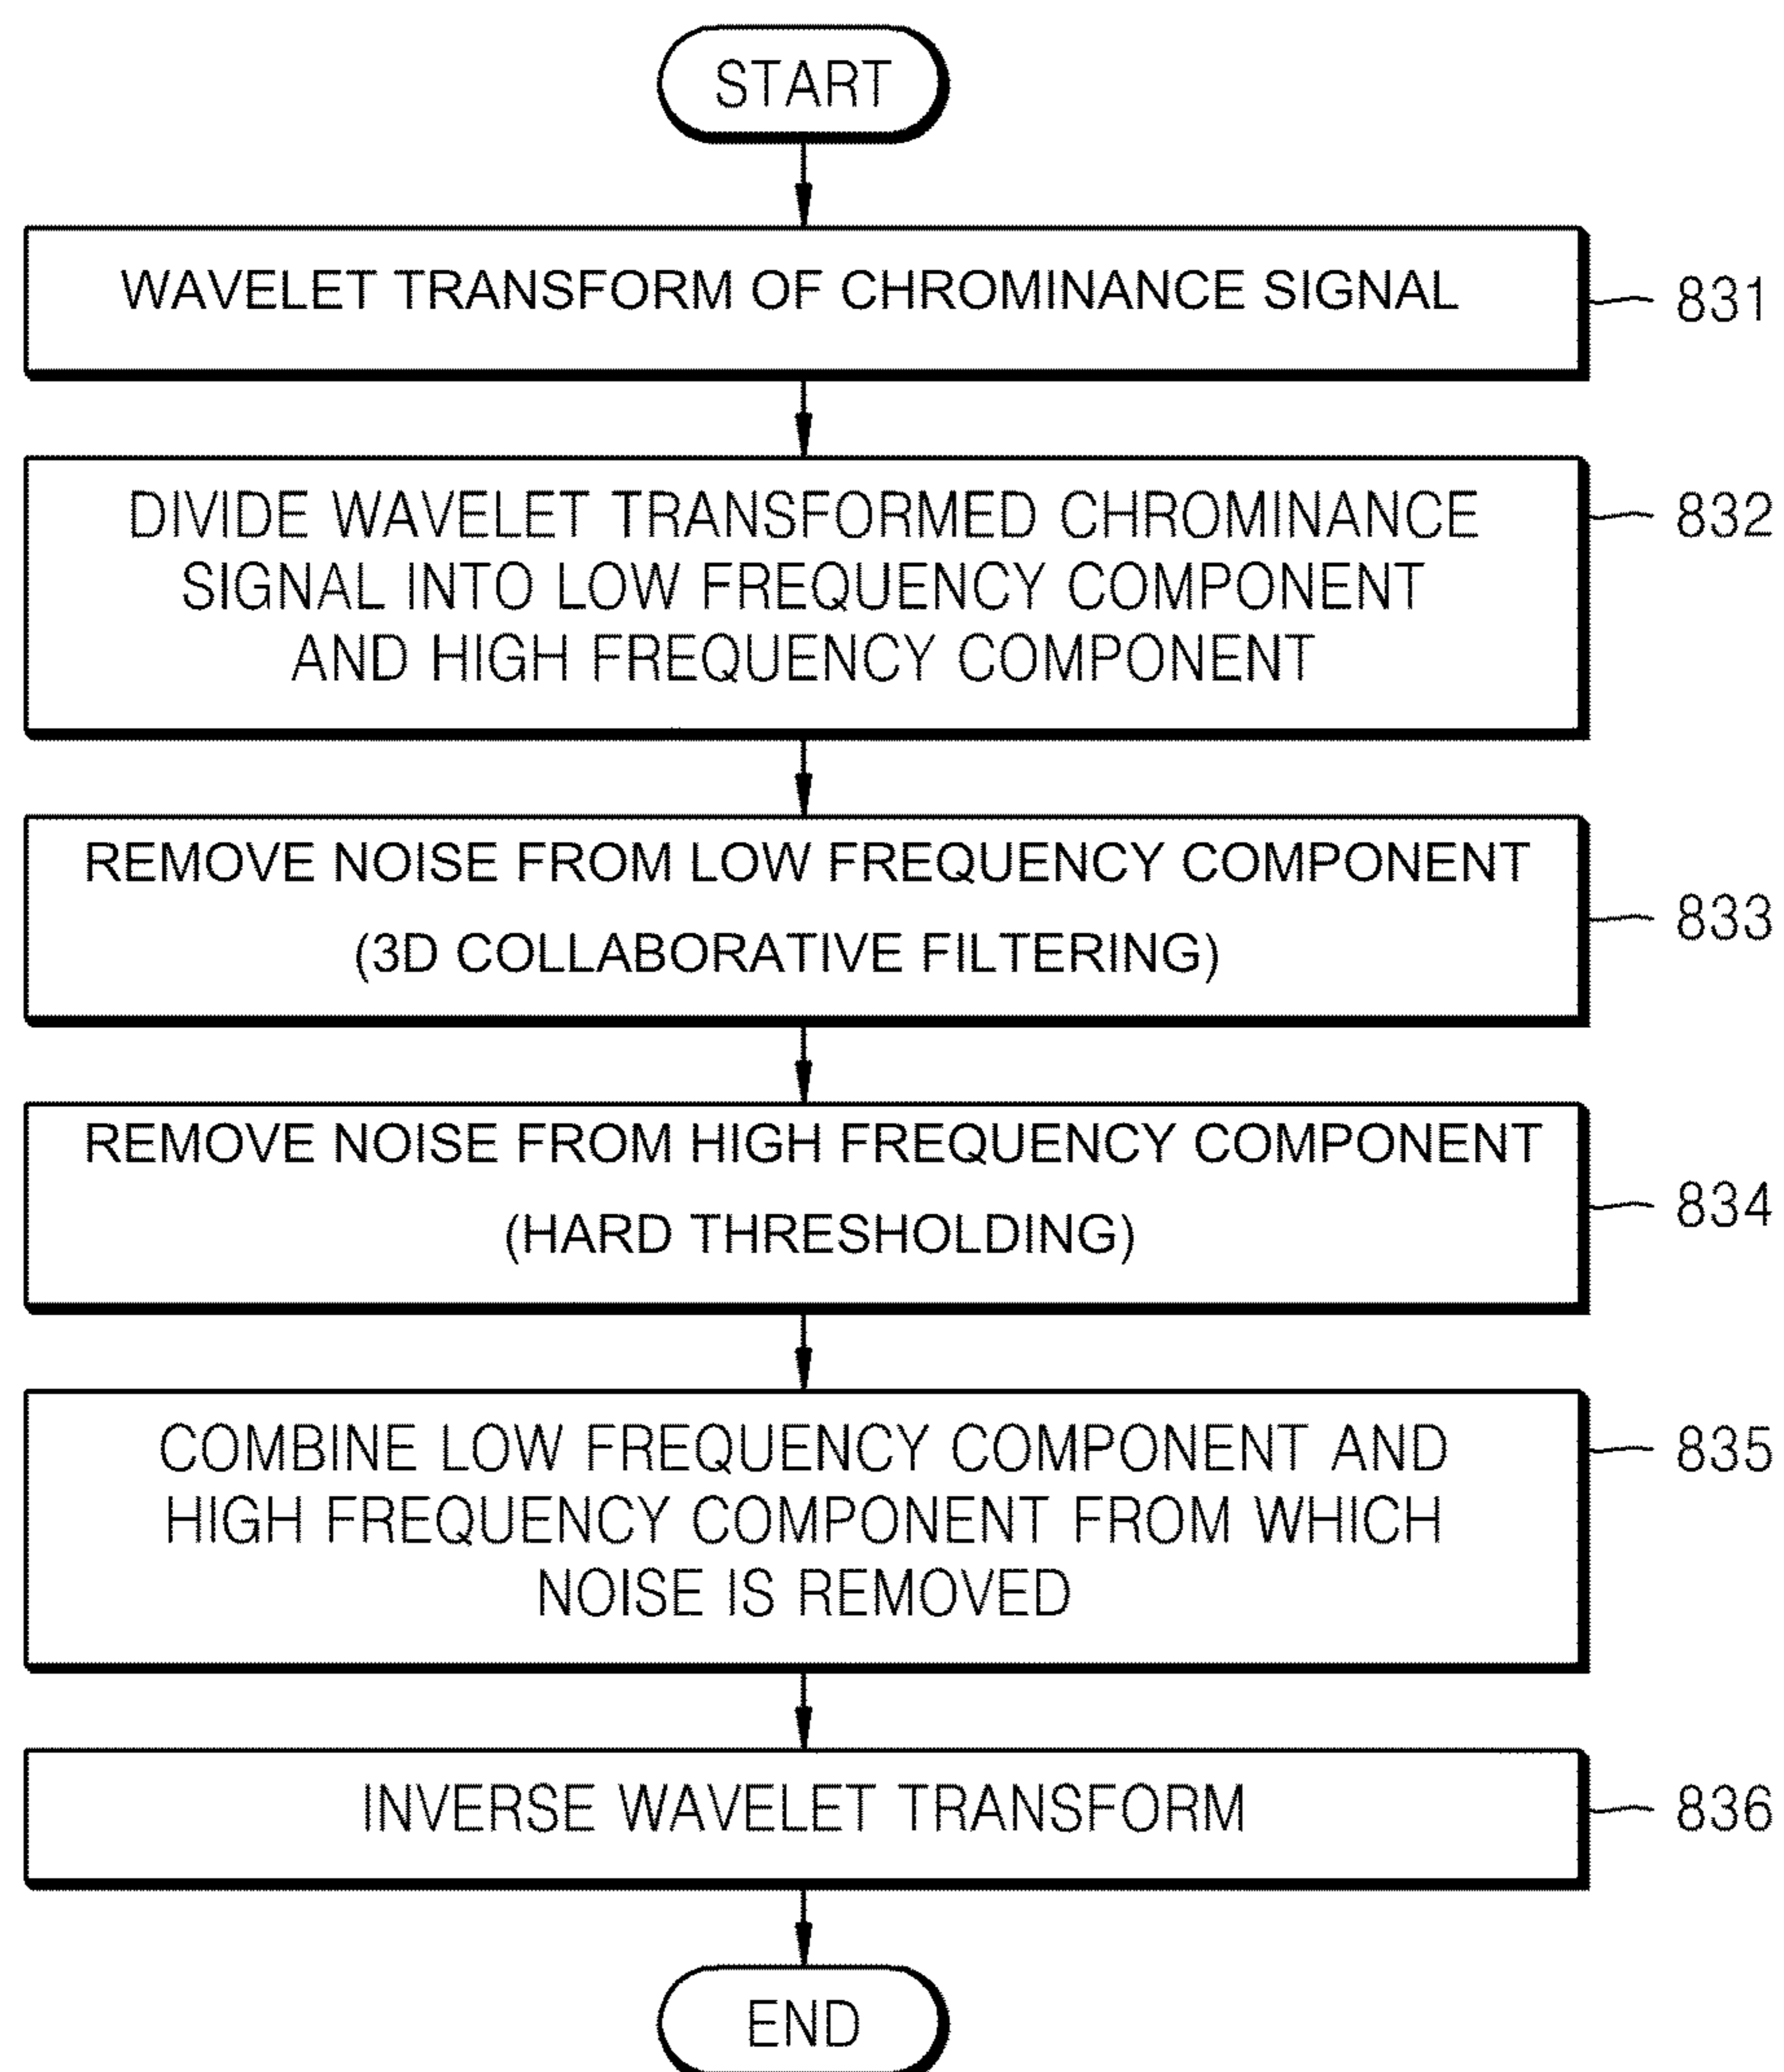 START
WAVELET TRANSFORM OF CHROMINANCE SIGNAL
831
DIVIDE WAVELET TRANSFORMED CHROMINANCE
SIGNAL INTO LOW FREQUENCY COMPONENT
AND HIGH FREQUENCY COMPONENT
832
REMOVE NOISE FROM LOW FREQUENCY COMPONENT
(3D COLLABORATIVE FILTERING)
833
REMOVE NOISE FROM HIGH FREQUENCY COMPONENT
(HARD THRESHOLDING)
834
COMBINE LOW FREQUENCY COMPONENT AND
HIGH FREQUENCY COMPONENT FROM WHICH
NOISE IS REMOVED
835
INVERSE WAVELET TRANSFORM
836
END